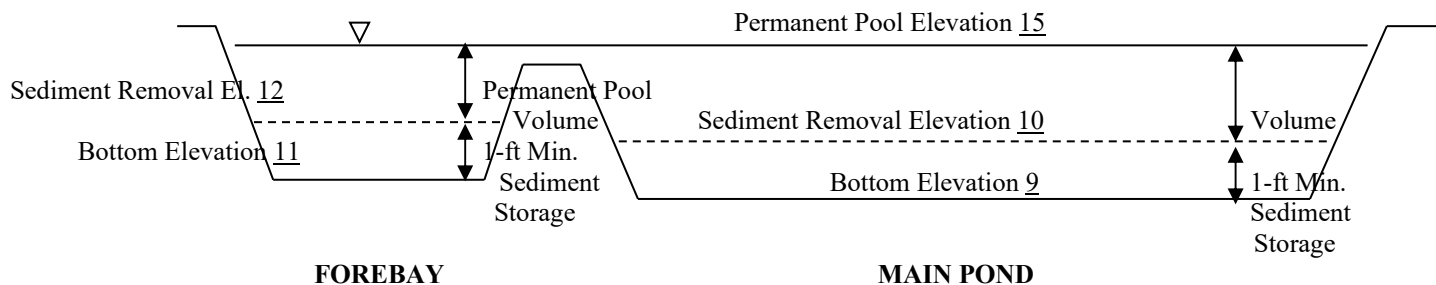 Permanent Pool Elevation 15
Sediment Removal El. 12
Permanent Pool
Volume
Sediment Removal Elevation 10
Volume
Bottom Elevation 11
1-ft Min.
Sediment
Storage
Bottom Elevation 9
1-ft Min.
Sediment
Storage
FOREBAY
MAIN POND